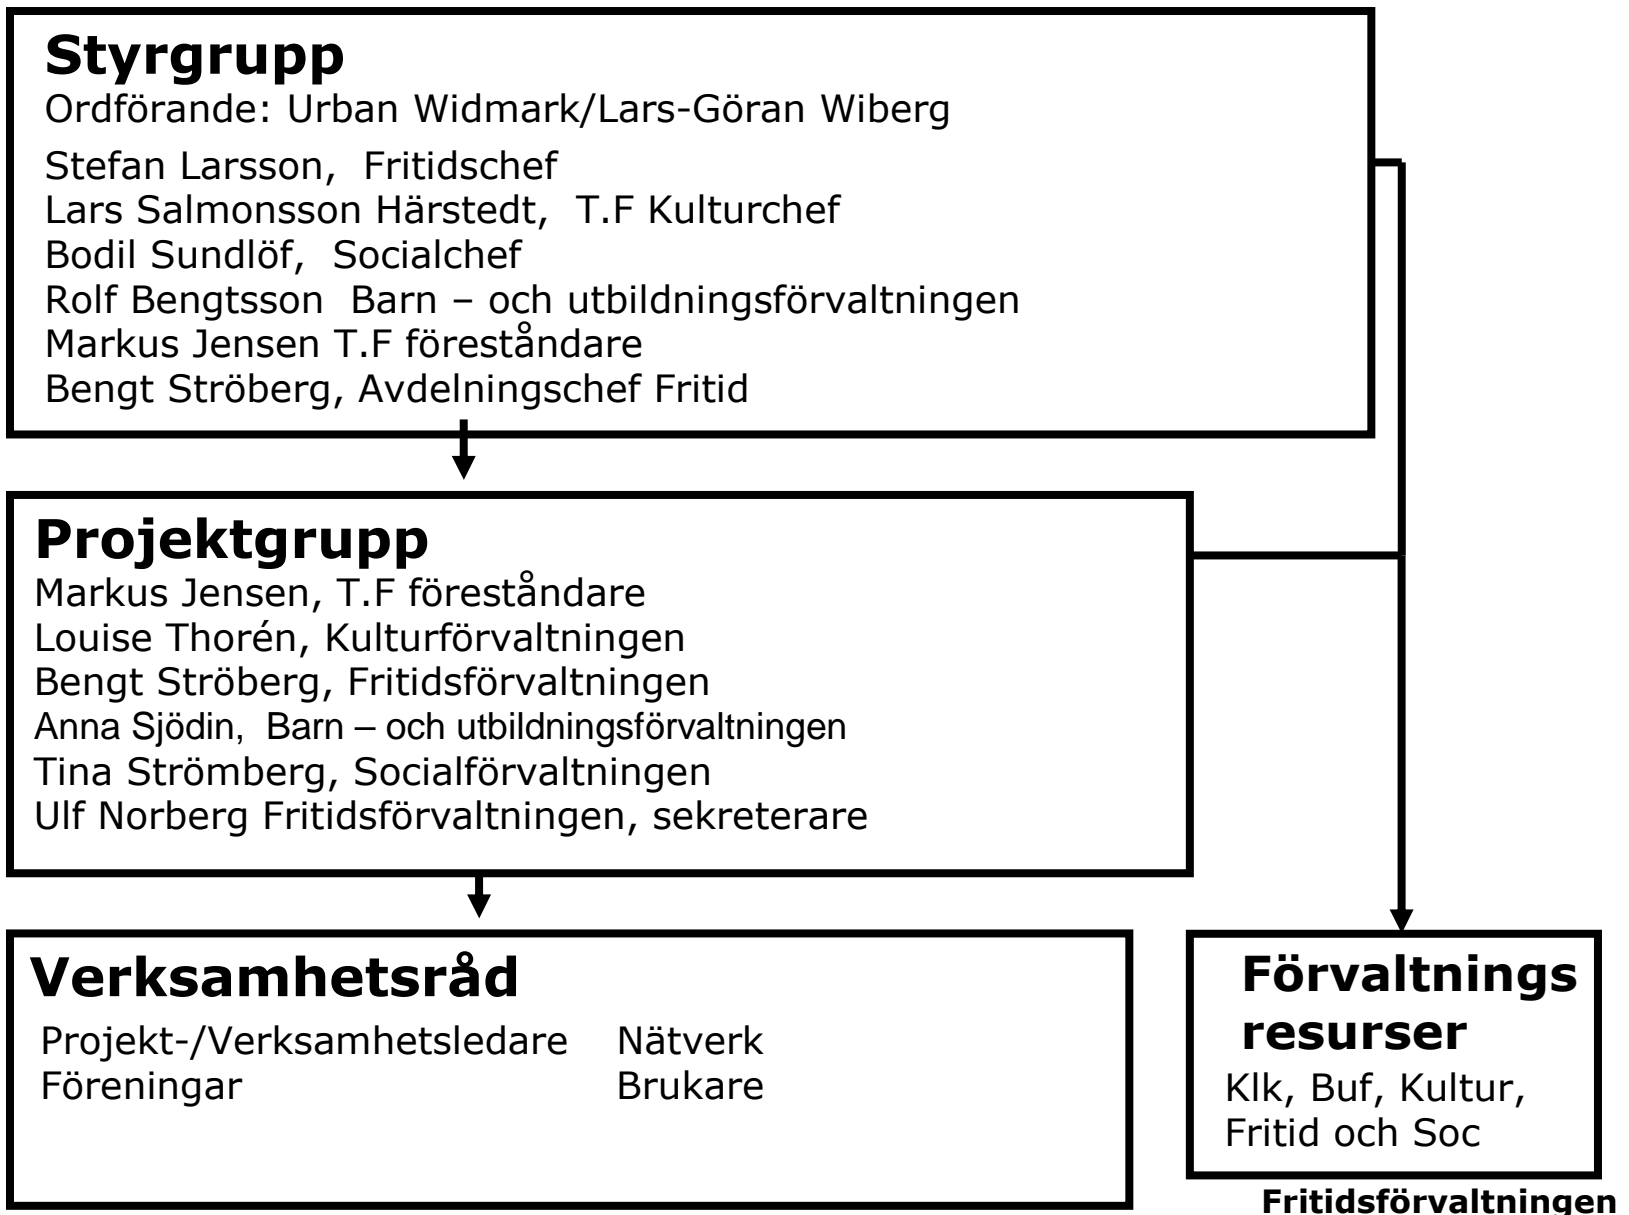 Styrgrupp
Ordförande: Urban Widmark/Lars-Göran Wiberg
Stefan Larsson,  Fritidschef
Lars Salmonsson Härstedt,  T.F Kulturchef
Bodil Sundlöf,  Socialchef
Rolf Bengtsson  Barn – och utbildningsförvaltningen
Markus Jensen T.F föreståndare
Bengt Ströberg, Avdelningschef Fritid
Projektgrupp
Markus Jensen, T.F föreståndare
Louise Thorén, Kulturförvaltningen
Bengt Ströberg, Fritidsförvaltningen
Anna Sjödin,  Barn – och utbildningsförvaltningen
Tina Strömberg, Socialförvaltningen
Ulf Norberg Fritidsförvaltningen, sekreterare
Verksamhetsråd
Projekt-/Verksamhetsledare    Nätverk
Föreningar    Brukare
Förvaltnings
resurser
Klk, Buf, Kultur,
Fritid och Soc
Fritidsförvaltningen